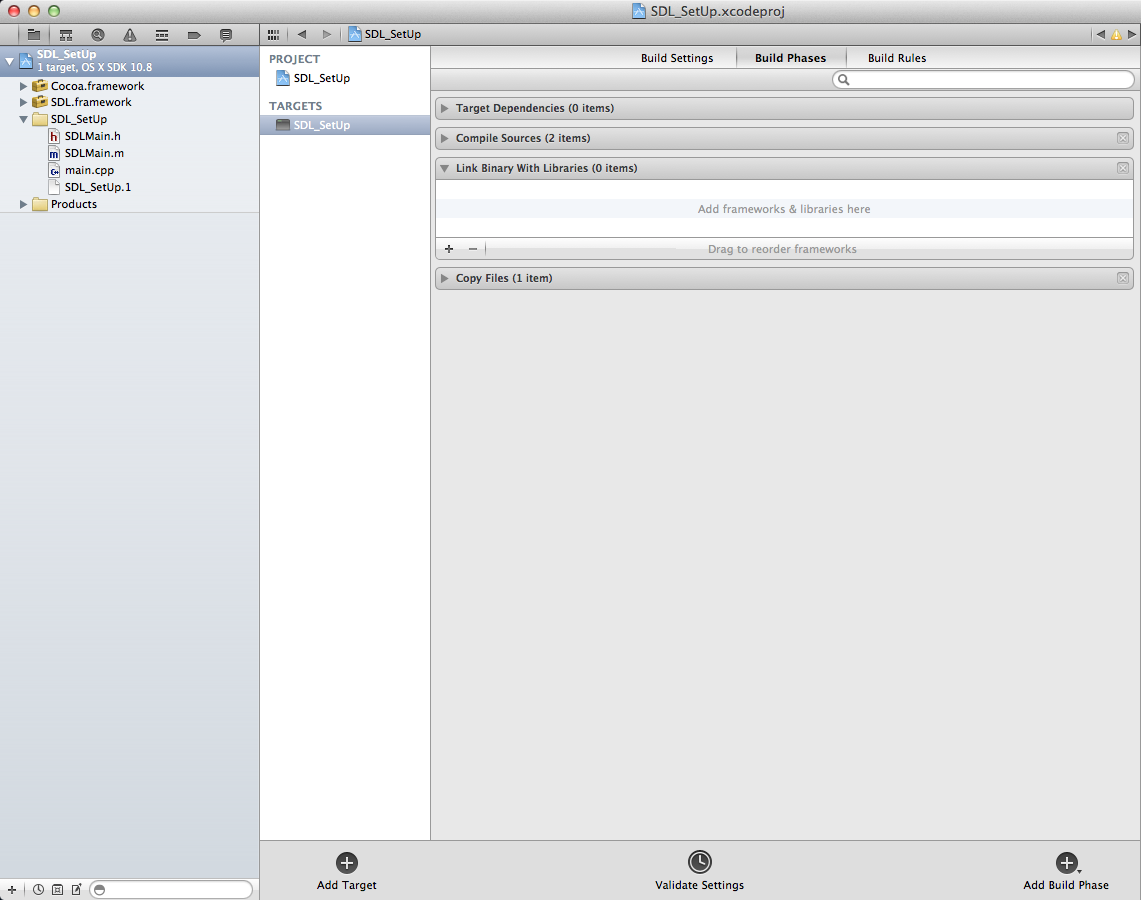 SDL_SetUp.xcodeproj
SDL_SetUp
SDL_SetUp
1 target, OS X SDK 10.8
Cocoa.framework
SDL.framework
SDL_SetUp
SDLMain.h
SDLMain.m
main.cpp
SDL_SetUp.1
Products
PROJECT
SDL_SetUp
TARGETS
SDL_SetUp
Build Settings
Build Phases
Build Rules
Target Dependencies (0 items)
Compile Sources (2 items)
Link Binary With Libraries (0 items)
Add frameworks & libraries here
Drag to reorder frameworks
Copy Files (1 item)
Add Target
Validate Settings
Add Build Phase